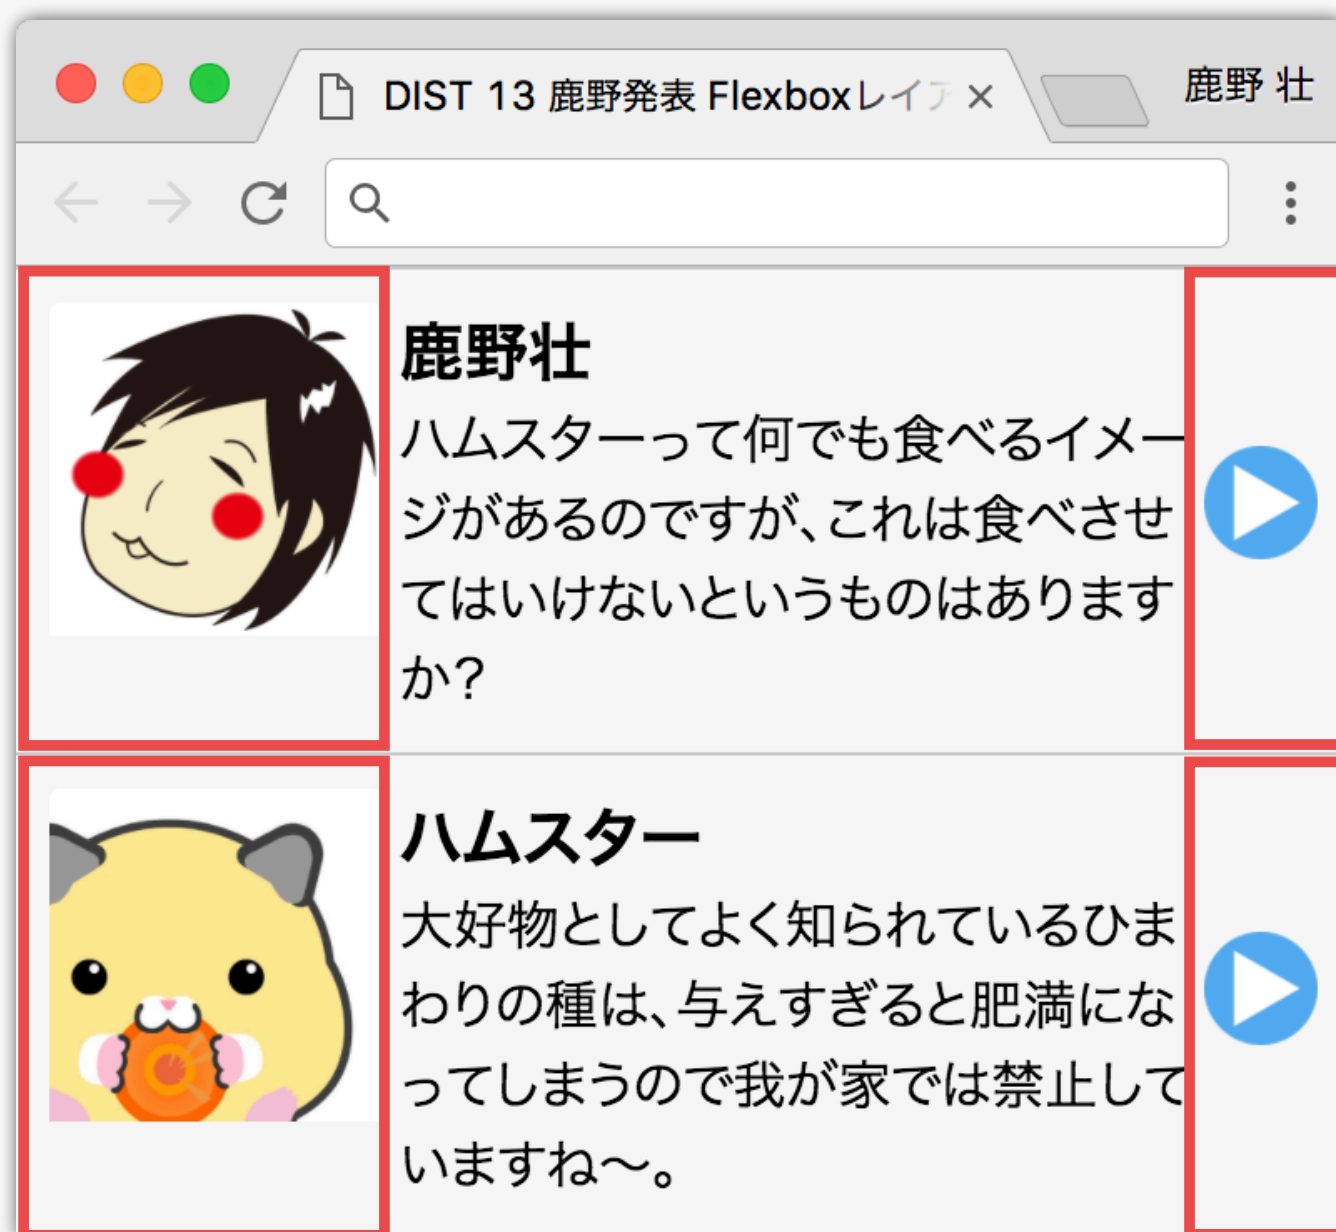 DIST 13 鹿野発表 Flexboxレイア
鹿野 壮
鹿野壮
ハムスターって何でも食べるイメー
ジがあるのですが、これは食べさせ
てはいけないというものはあります
か？
ハムスター
大好物としてよく知られているひま
わりの種は、与えすぎると肥満にな
ってしまうので我が家では禁止して
いますね〜。